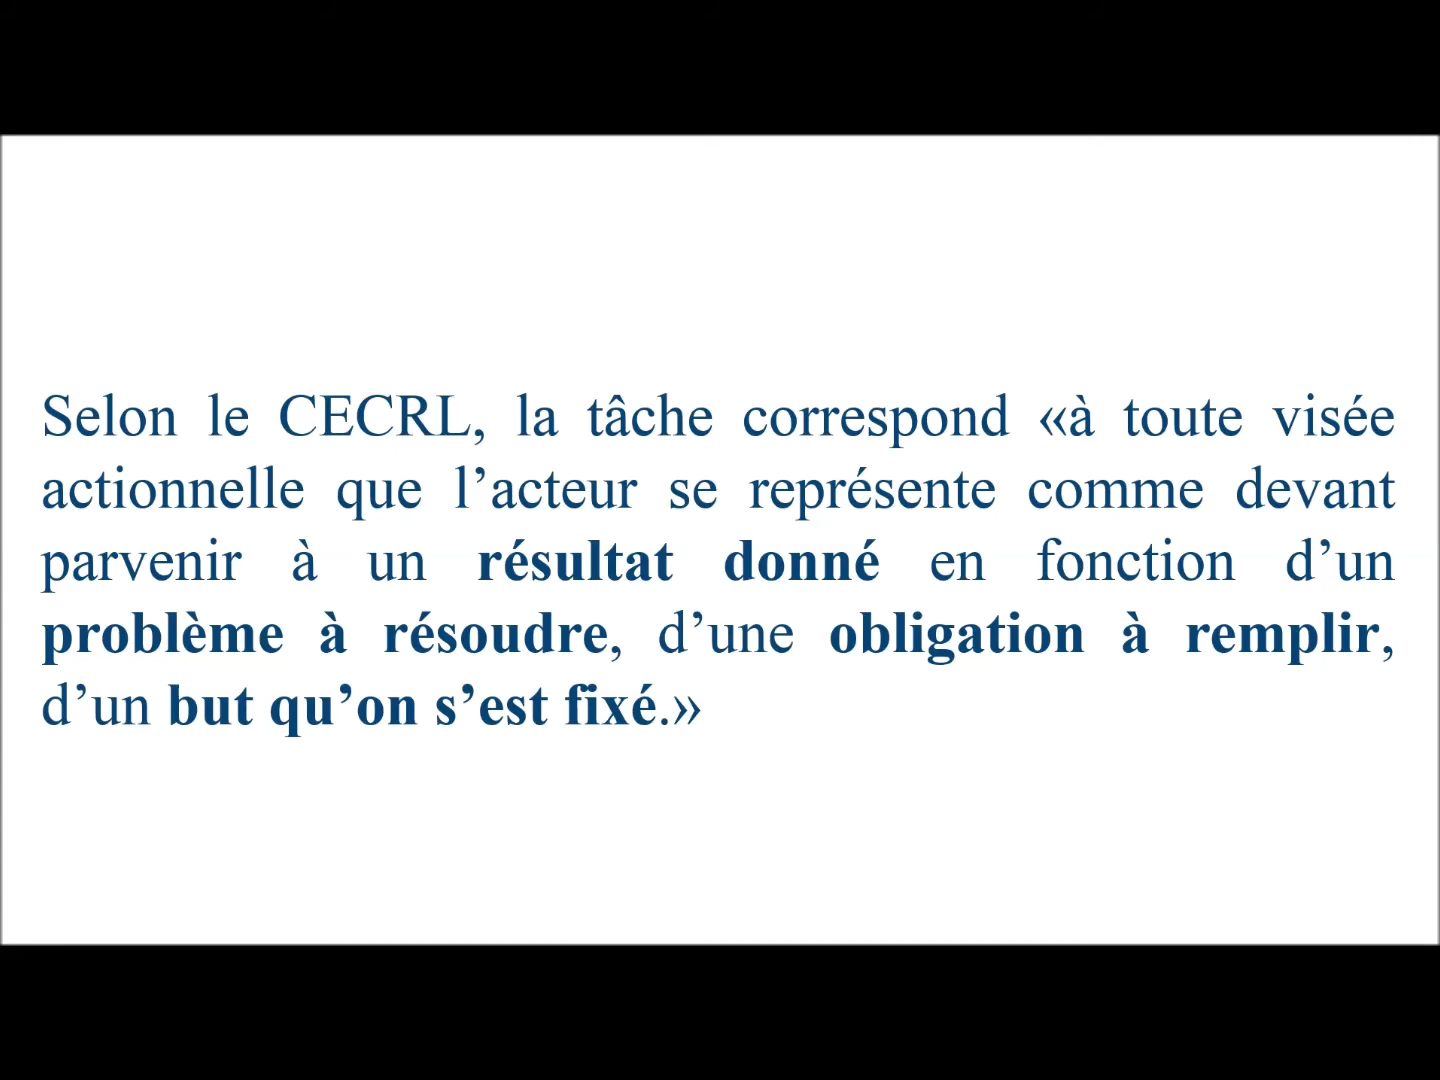 Selon le CECRL, la tâche correspond «à toute visée
actionnelle que l’acteur se représente comme devant
parvenir à un résultat donné en fonction d’un
problème à résoudre, d’une obligation à remplir,
d’un but qu’on s’est fixé.»